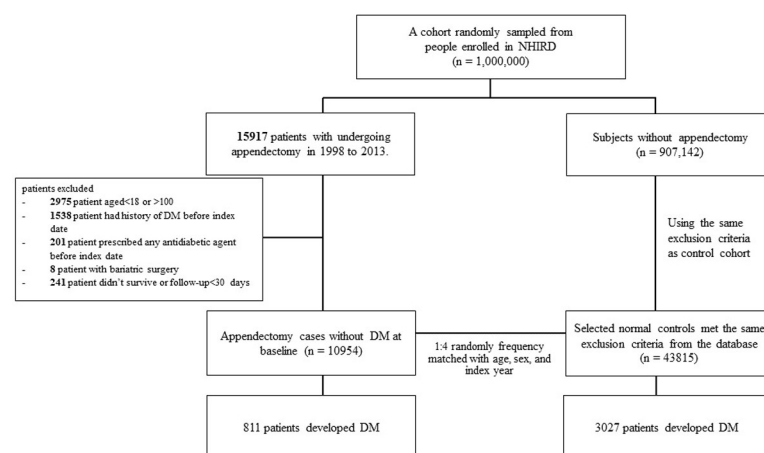 A cohort randomly sampled from
people enrolled in NHIRD
(n = 1,000,000)
15917 patients with undergoing
appendectomy in 1998 to 2013.
Subjects without appendectomy
(n = 907,142)
patients excluded
- 2975 patient aged<18 or >100
- 1538 patient had history of DM before index
date
- 201 patient prescribed any antidiabetic agent
before index date
- 8 patient with bariatric surgery
- 241 patient didn't survive or follow-up<30 days
Using the same
exclusion criteria
as control cohort
Appendectomy cases without DM at
baseline (n = 10954)
1:4 randomly frequency
matched with age, sex, and
index year
Selected normal controls met the same
exclusion criteria from the database
(n = 43815)
811 patients developed DM
3027 patients developed DM